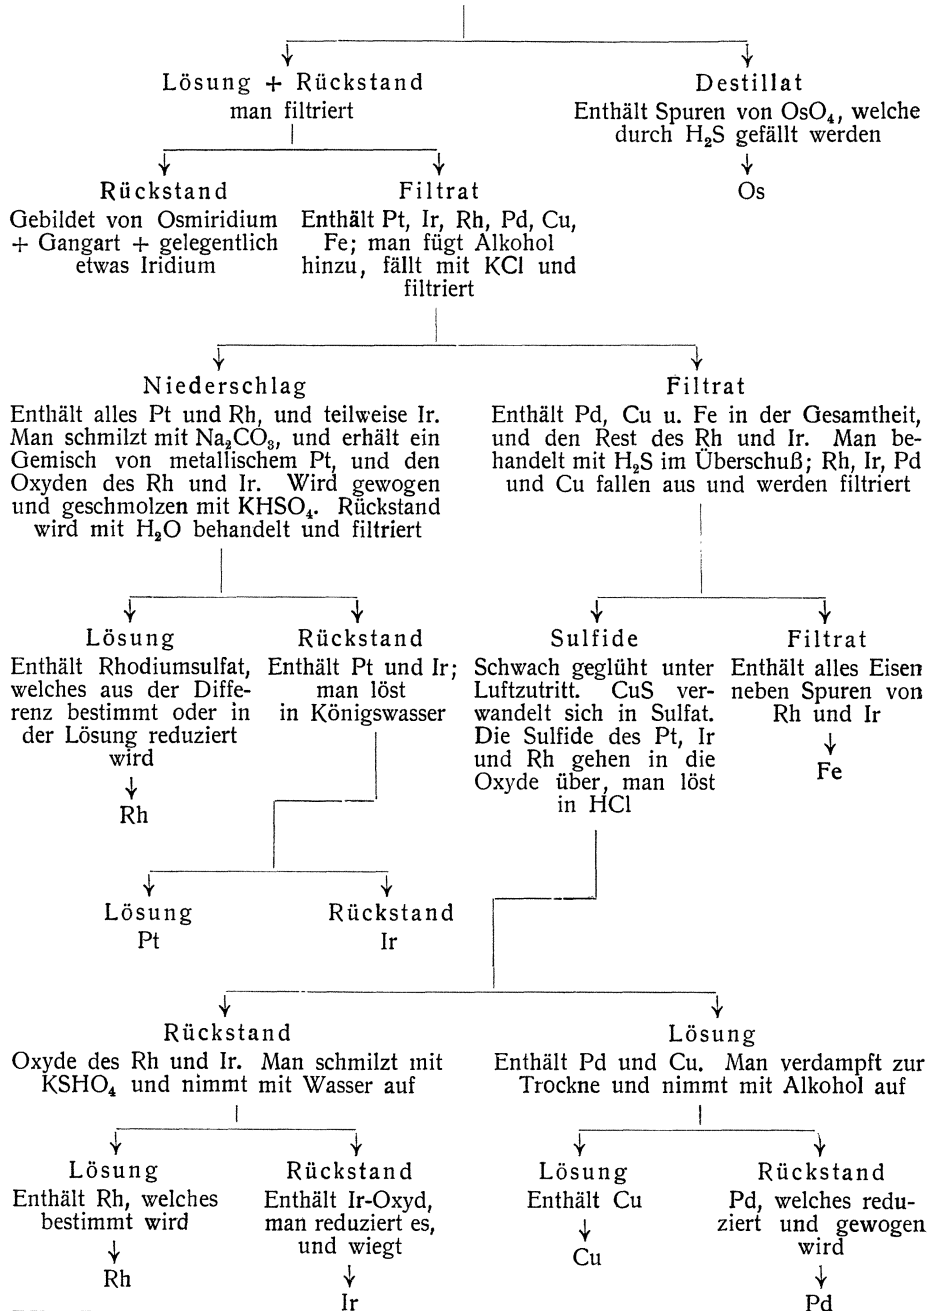 Lösung + Rückstand
man filtriert
Destillat
Enthält Spuren von OsO₄, welche
durch H₂S gefällt werden
Os
Rückstand
Gebildet von Osmiridium
+ Gangart + gelegentlich
etwas Iridium
Filtrat
Enthält Pt, Ir, Rh, Pd, Cu,
Fe; man fügt Alkohol
hinzu, fällt mit KCl und
filtriert
Niederschlag
Enthält alles Pt und Rh, und teilweise Ir.
Man schmilzt mit Na₂CO₃, und erhält ein
Gemisch von metallischem Pt, und den
Oxyden des Rh und Ir. Wird gewogen
und geschmolzen mit KHSO₄. Rückstand
wird mit H₂O behandelt und filtriert
Filtrat
Enthält Pd, Cu u. Fe in der Gesamtheit,
und den Rest des Rh und Ir. Man be-
handelt mit H₂S im Überschuß; Rh, Ir, Pd
und Cu fallen aus und werden filtriert
Lösung
Enthält Rhodiumsulfat,
welches aus der Diffe-
renz bestimmt oder in
der Lösung reduziert
wird
Rh
Rückstand
Enthält Pt und Ir;
man löst
in Königswasser
Sulfide
Schwach geglüht unter
Luftzutritt. CuS ver-
wandelt sich in Sulfat.
Die Sulfide des Pt, Ir
und Rh gehen in die
Oxyde über, man löst
in HCl
Filtrat
Enthält alles Eisen
neben Spuren von
Rh und Ir
Fe
Lösung
Pt
Rückstand
Ir
Rückstand
Oxyde des Rh und Ir. Man schmilzt mit
KSHO₄ und nimmt mit Wasser auf
Lösung
Enthält Pd und Cu. Man verdampft zur
Trockne und nimmt mit Alkohol auf
Lösung
Enthält Rh, welches
bestimmt wird
Rh
Rückstand
Enthält Ir-Oxyd,
man reduziert es,
und wiegt
Ir
Lösung
Enthält Cu
Cu
Rückstand
Pd, welches redu-
ziert und gewogen
wird
Pd